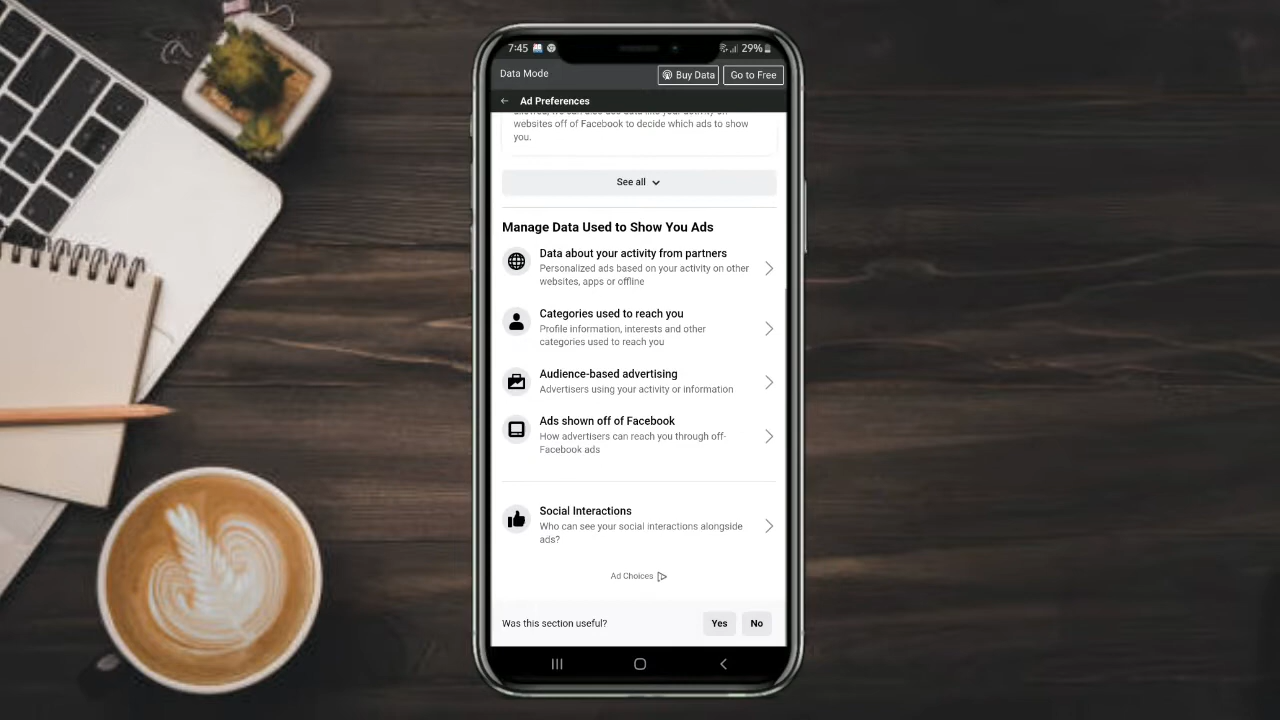 7:45
29%
Data Mode
Buy Data
Go to Free
Ad Preferences
websites off of Facebook to decide which ads to show
you.
See all
Manage Data Used to Show You Ads
Data about your activity from partners
Personalized ads based on your activity on other
websites, apps or offline
Categories used to reach you
Profile information, interests and other
categories used to reach you
Audience-based advertising
Advertisers using your activity or information
Ads shown off of Facebook
How advertisers can reach you through off-
Facebook ads
Social Interactions
Who can see your social interactions alongside
ads?
Ad Choices
Was this section useful?
Yes
No